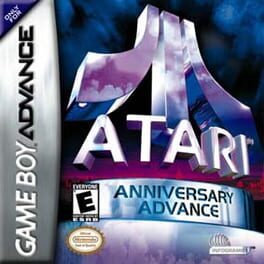 ONLY
FOR
GAME BOY ADVANCE
ATARI
ANNIVERSARY
ADVANCE
EVERYONE
E
ESRB
Nintendo
INFOGRAMES